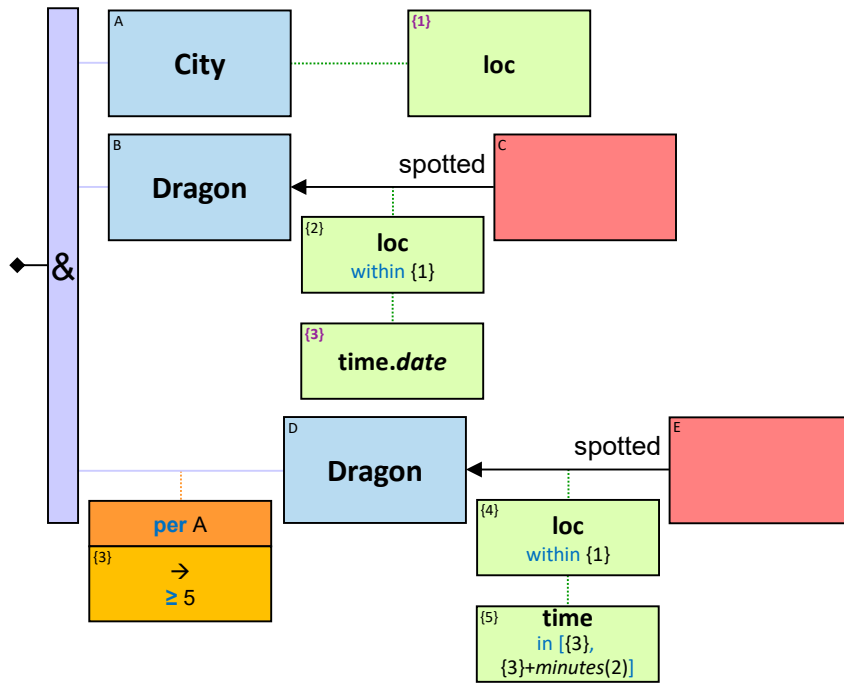 A
City
{1}
loc
B
Dragon
spotted
C
{2}
loc
within {1}
&
{3}
time.date
D
Dragon
spotted
E
per A
{3}
→
≥ 5
{4}
loc
within {1}
{5}
time
in [{3},
{3}+minutes(2)]